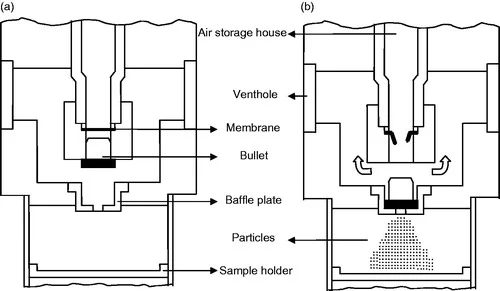 (a)
(b)
Air storage house
Venthole
Membrane
Bullet
Baffle plate
Particles
Sample holder